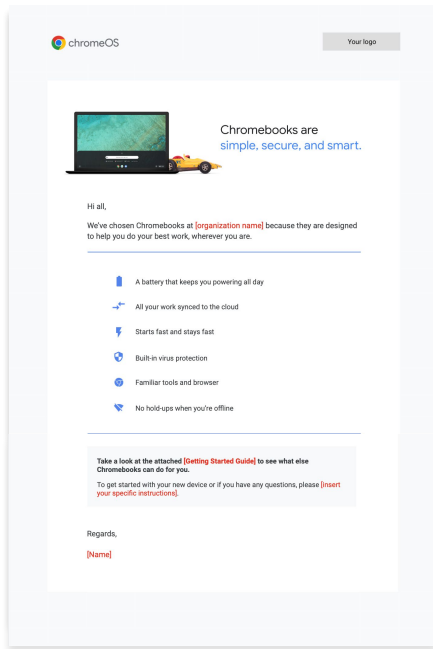 chromeOS
Your logo
Chromebooks are
simple, secure, and smart.
Hi all,
We've chosen Chromebooks at [organization name] because they are designed
to help you do your best work, wherever you are.
A battery that keeps you powering all day
All your work synced to the cloud
Starts fast and stays fast
Built-in virus protection
Familiar tools and browser
No hold-ups when you're offline
Take a look at the attached [Getting Started Guide] to see what else
Chromebooks can do for you.
To get started with your new device or if you have any questions, please [insert
your specific instructions].
Regards,
[Name]